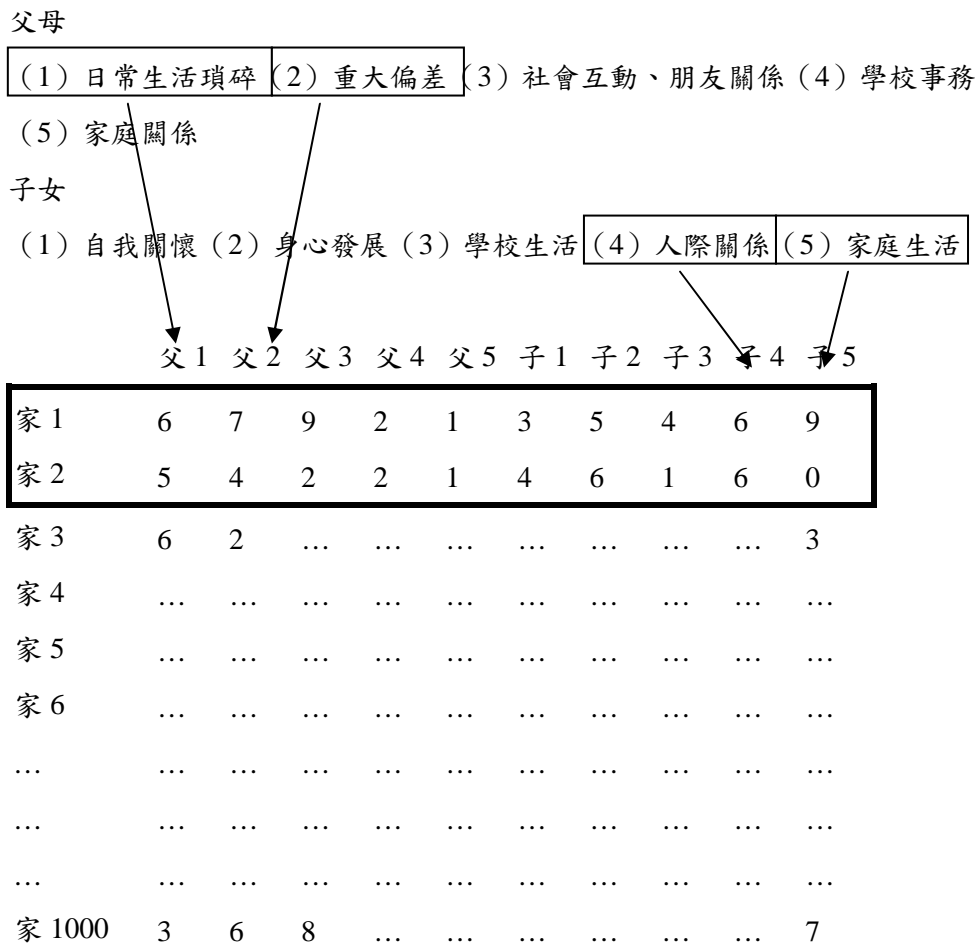 父母
（1）日常生活瑣碎（2）重大偏差（3）社會互動、朋友關係（4）學校事務
（5）家庭關係
子女
（1）自我關懷（2）身心發展（3）學校生活（4）人際關係（5）家庭生活
父1 父2 父3 父4 父5 子1 子2 子3 子4 子5
家1 6 7 9 2 1 3 5 4 6 9
家2 5 4 2 2 1 4 6 1 6 0
家3 6 2 … … … … … … … 3
家4 … … … … … … … … … …
家5 … … … … … … … … … …
家6 … … … … … … … … … …
… … … … … … … … … … …
… … … … … … … … … … …
… … … … … … … … … … …
家1000 3 6 8 … … … … … … 7